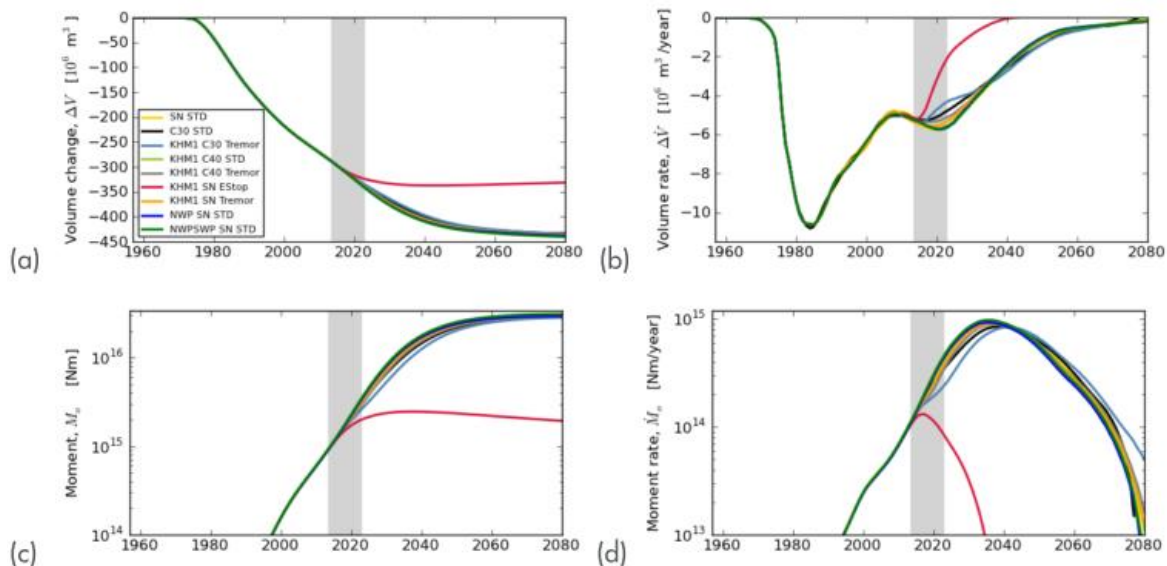 (a)
Volume change, ΔV [10⁶ m³]
0
−50
−100
−150
−200
−250
−300
−350
−400
−450
SN STD
C30 STD
KHM1 C30 Tremor
KHM1 C40 STD
KHM1 C40 Tremor
KHM1 SN EStop
KHM1 SN Tremor
NWP SN STD
NWPSWP SN STD
1960 1980 2000 2020 2040 2060 2080
(b)
Volume rate, ΔV̇ [10⁶ m³/year]
0
−2
−4
−6
−8
−10
1960 1980 2000 2020 2040 2060 2080
(c)
Moment, Mₒ [Nm]
10¹⁶
10¹⁵
10¹⁴
1960 1980 2000 2020 2040 2060 2080
(d)
Moment rate, Ṁₒ [Nm/year]
10¹⁵
10¹⁴
10¹³
1960 1980 2000 2020 2040 2060 2080